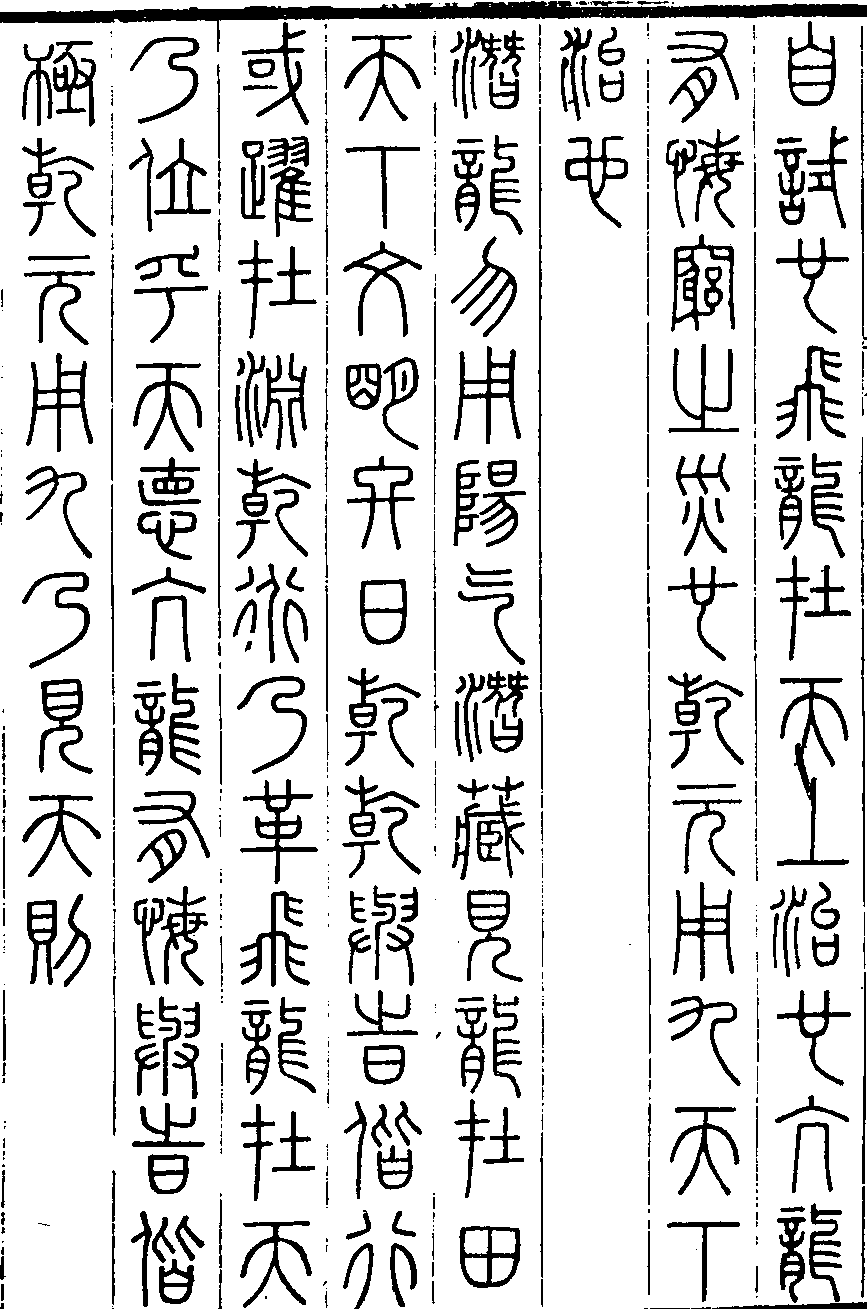 自試也飛龍在天上治也亢龍
有悔窮之災也乾元用九天下
治也
潛龍勿用陽气潛藏見龍在田
天下文明終日乾乾與時偕行
或躍在淵乾道乃革飛龍在天
乃位乎天德亢龍有悔與時偕
極乾元用九乃見天則